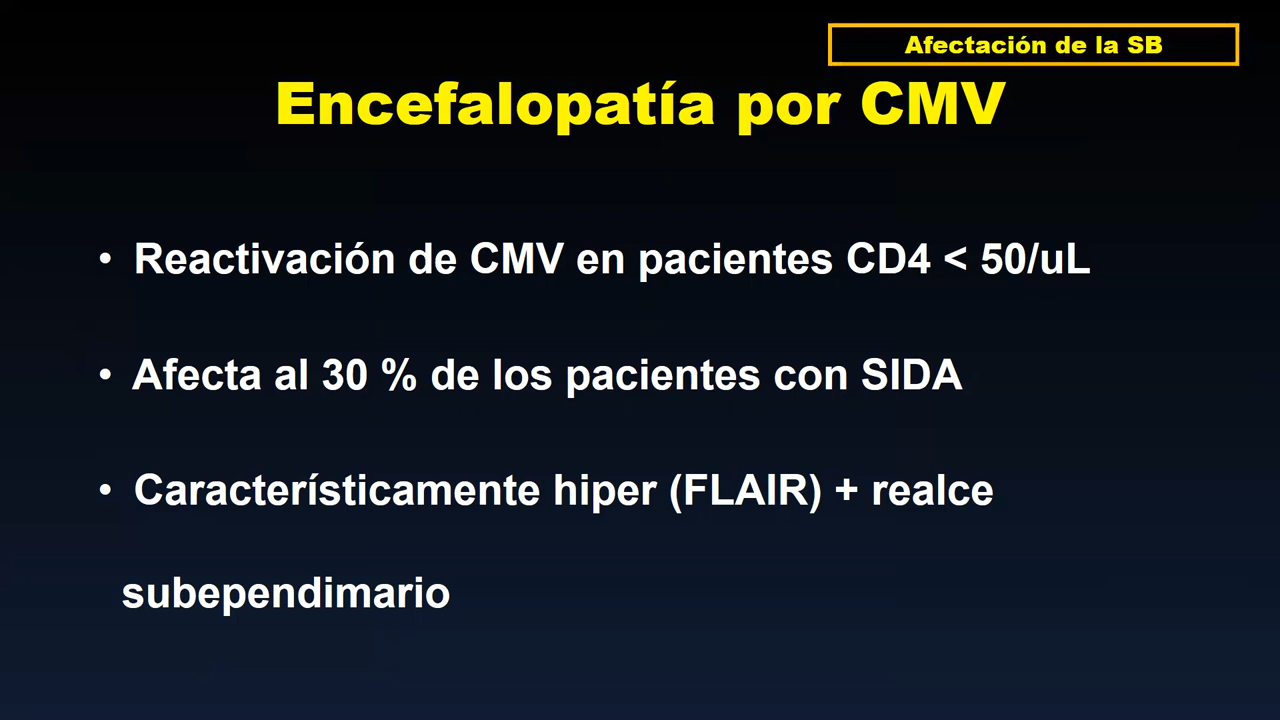 Afectación de la SB
Encefalopatía por CMV
• Reactivación de CMV en pacientes CD4 < 50/uL
• Afecta al 30 % de los pacientes con SIDA
• Característicamente hiper (FLAIR) + realce
subependimario